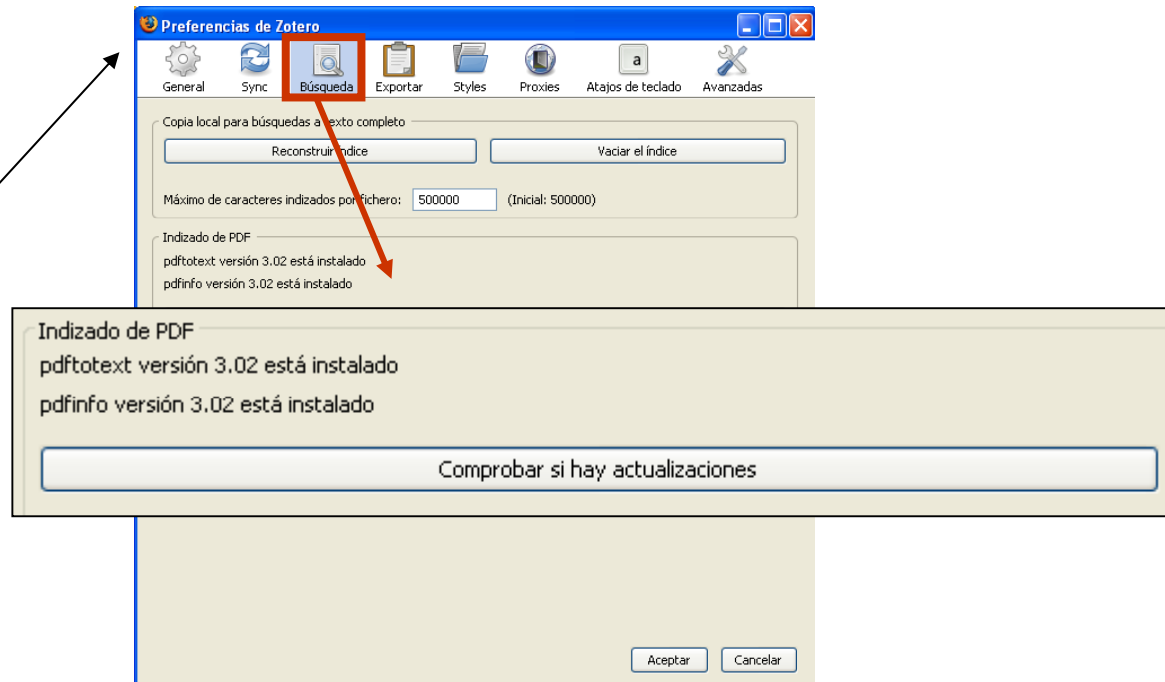 Preferencias de Zotero
General Sync Búsqueda Exportar Styles Proxies Atajos de teclado Avanzadas
Copia local para búsquedas a texto completo
Reconstruir índice Vaciar el índice
Máximo de caracteres indizados por fichero: 500000 (Inicial: 500000)
Indizado de PDF
pdftotext versión 3.02 está instalado
pdfinfo versión 3.02 está instalado
Indizado de PDF
pdftotext versión 3.02 está instalado
pdfinfo versión 3.02 está instalado
Comprobar si hay actualizaciones
Aceptar Cancelar